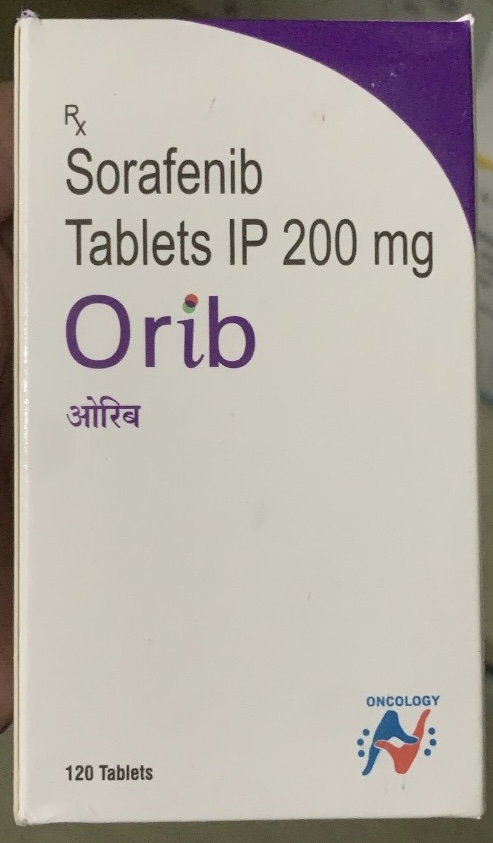 Rx
Sorafenib
Tablets IP 200 mg
Orib
ओरिब
ONCOLOGY
120 Tablets